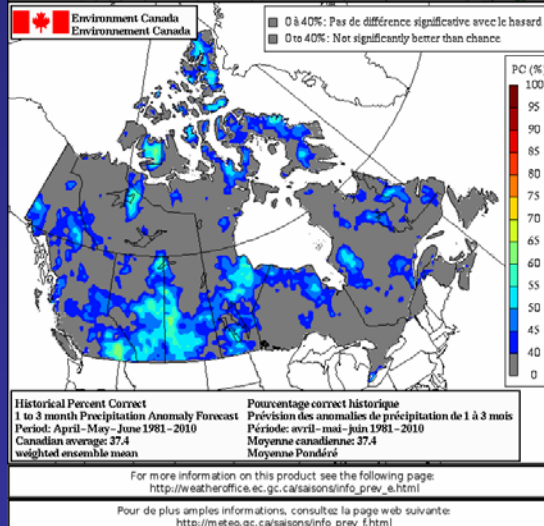 Environment Canada
Environnement Canada
0 à 40%: Pas de différence significative avec le hasard
0 to 40%: Not significantly better than chance
PC (%)
100
95
90
85
80
75
70
65
60
55
50
45
40
0
Historical Percent Correct
1 to 3 month Precipitation Anomaly Forecast
Period: April-May-June 1981-2010
Canadian average: 37.4
weighted ensemble mean
Pourcentage correct historique
Prévision des anomalies de précipitation de 1 à 3 mois
Période: avril-mai-juin 1981-2010
Moyenne canadienne: 37.4
Moyenne Pondéré
For more information on this product see the following page:
http://weatheroffice.ec.gc.ca/saisons/info_prev_e.html
Pour de plus amples informations, consultez la page web suivante:
http://meteo.gc.ca/saisons/info_prev_f.html